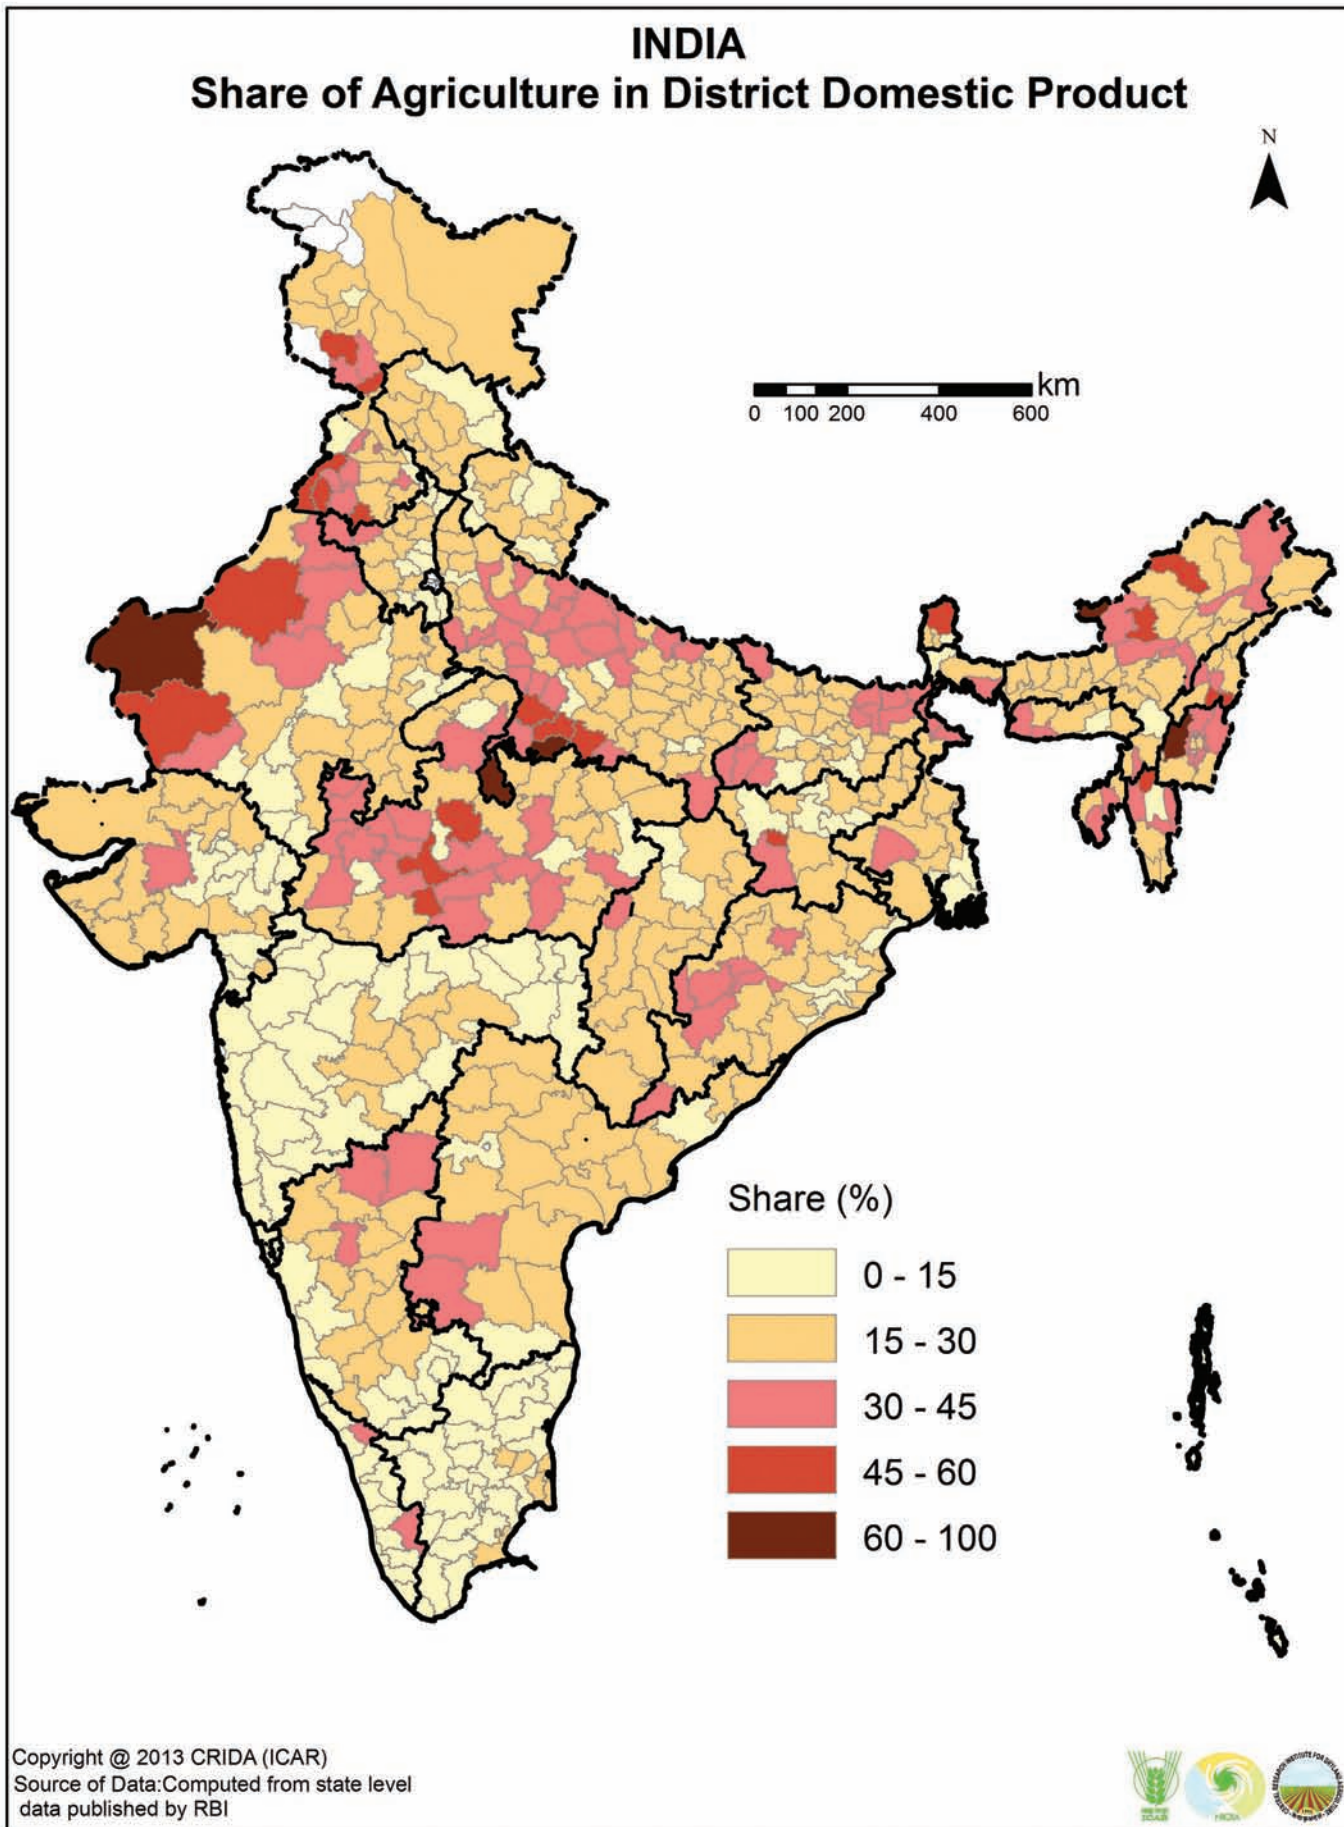 INDIA
Share of Agriculture in District Domestic Product
N
km
0 100 200 400 600
Share (%)
0 - 15
15 - 30
30 - 45
45 - 60
60 - 100
Copyright @ 2013 CRIDA (ICAR)
Source of Data:Computed from state level
data published by RBI